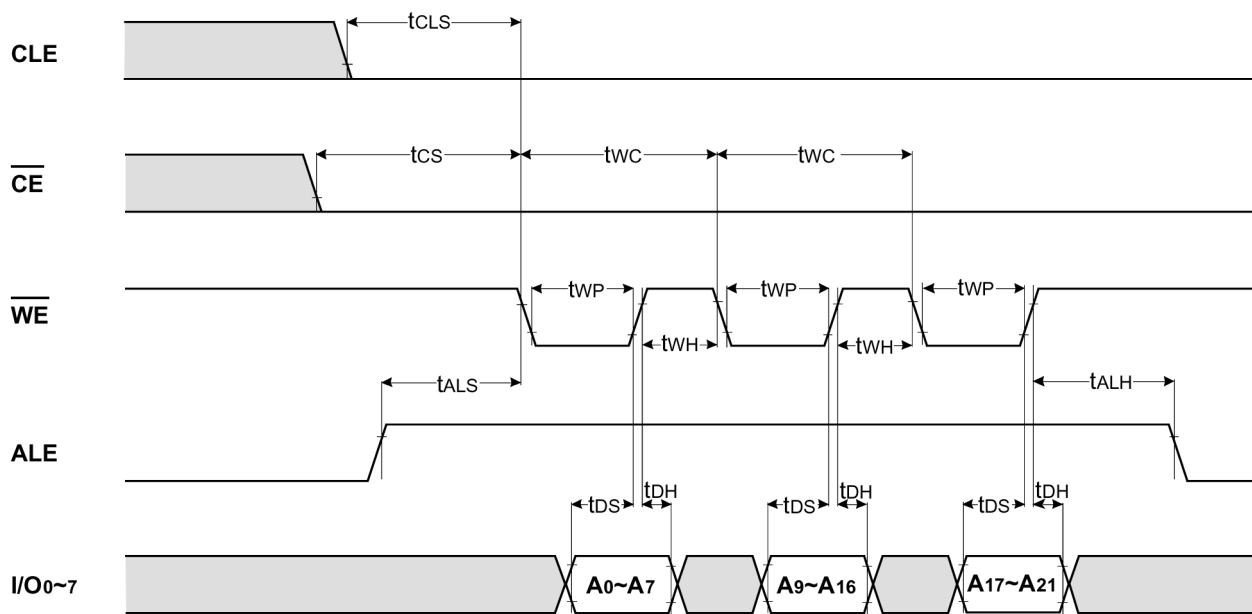 CLE
tCLS
CE
tCS
tWC
tWC
WE
tWP
tWP
tWP
tWH
tWH
tALS
tALH
ALE
tDS
tDH
tDS
tDH
tDS
tDH
I/O0~7
A0~A7
A9~A16
A17~A21